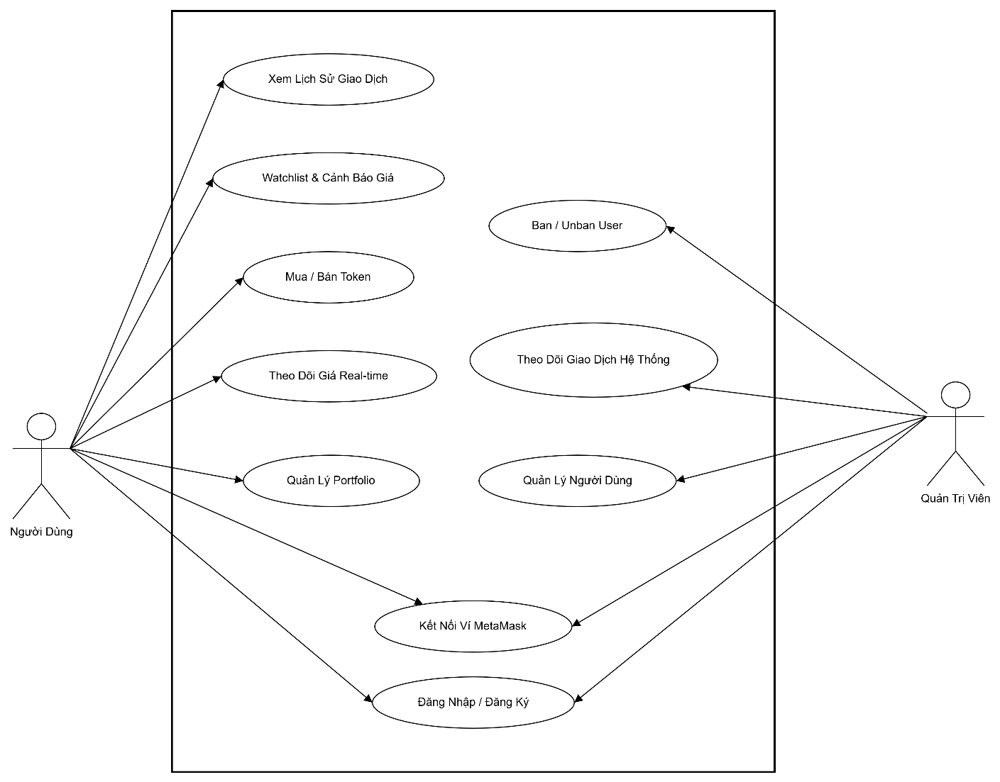 Xem Lịch Sử Giao Dịch
Watchlist & Cảnh Báo Giá
Ban / Unban User
Mua / Bán Token
Theo Dõi Giao Dịch Hệ Thống
Theo Dõi Giá Real-time
Quản Lý Portfolio
Quản Lý Người Dùng
Quản Trị Viên
Người Dùng
Kết Nối Ví MetaMask
Đăng Nhập / Đăng Ký